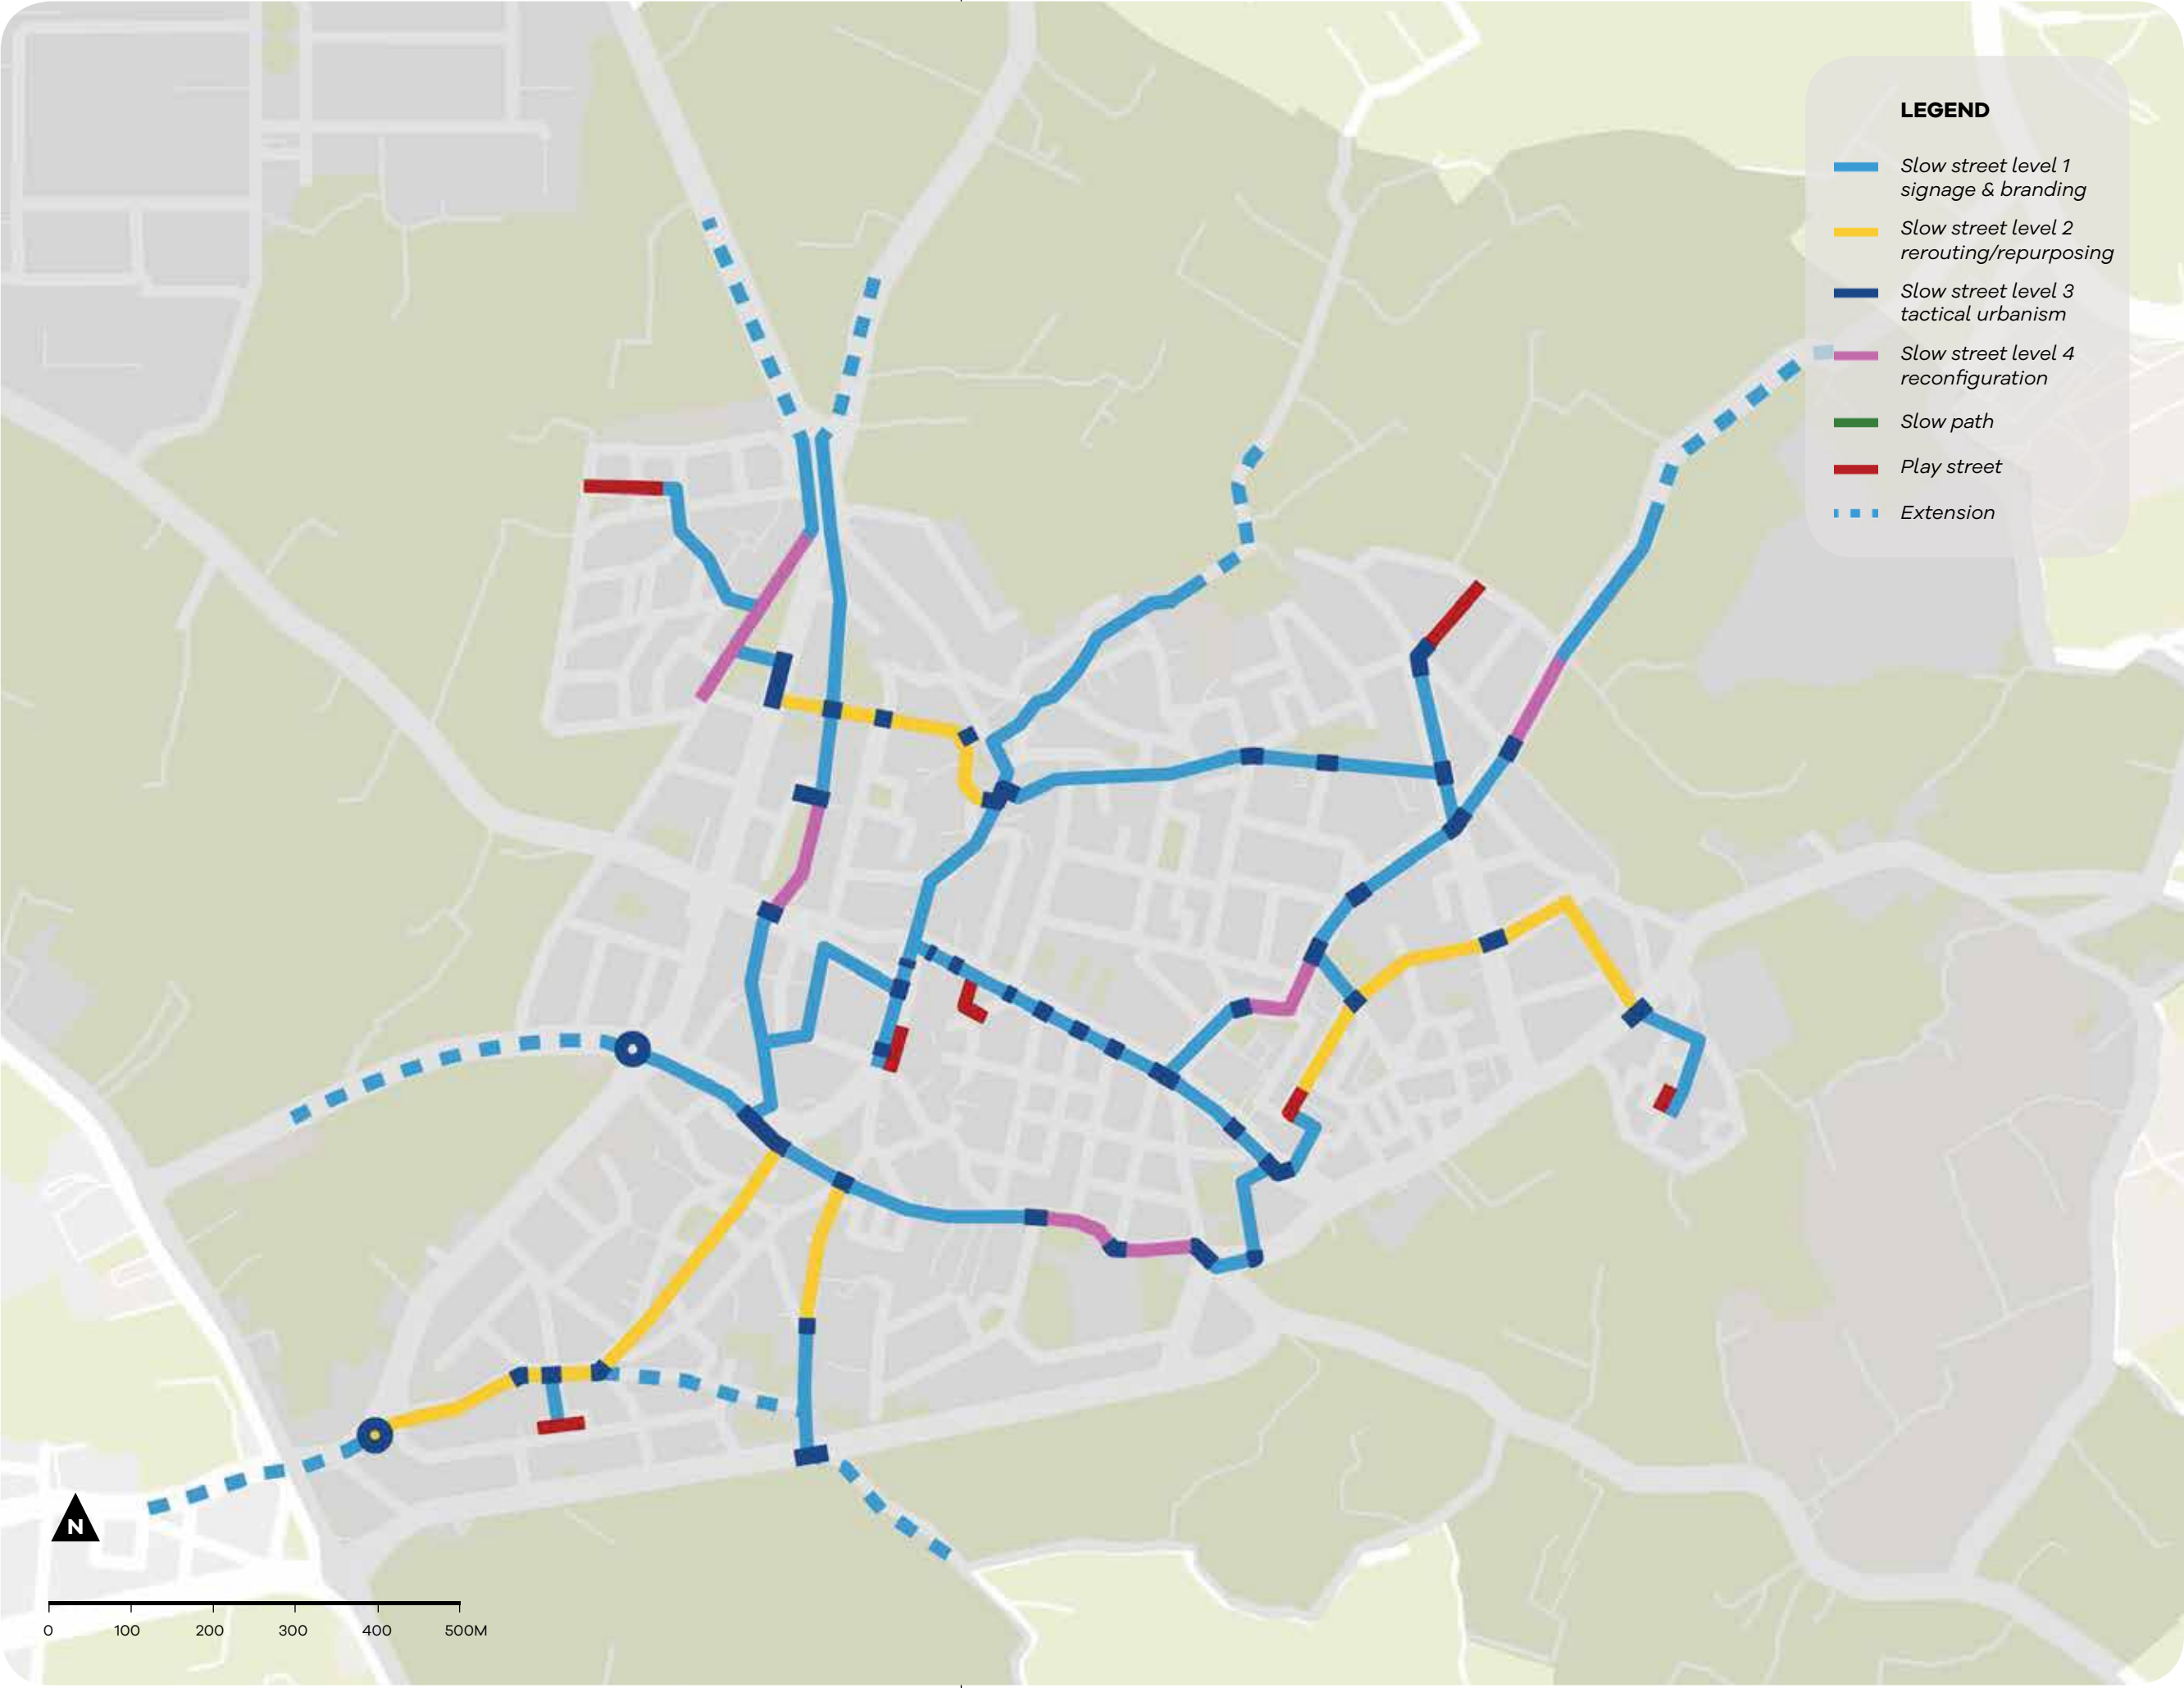 LEGEND
Slow street level 1
signage & branding
Slow street level 2
rerouting/repurposing
Slow street level 3
tactical urbanism
Slow street level 4
reconfiguration
Slow path
Play street
Extension
N
0 100 200 300 400 500M